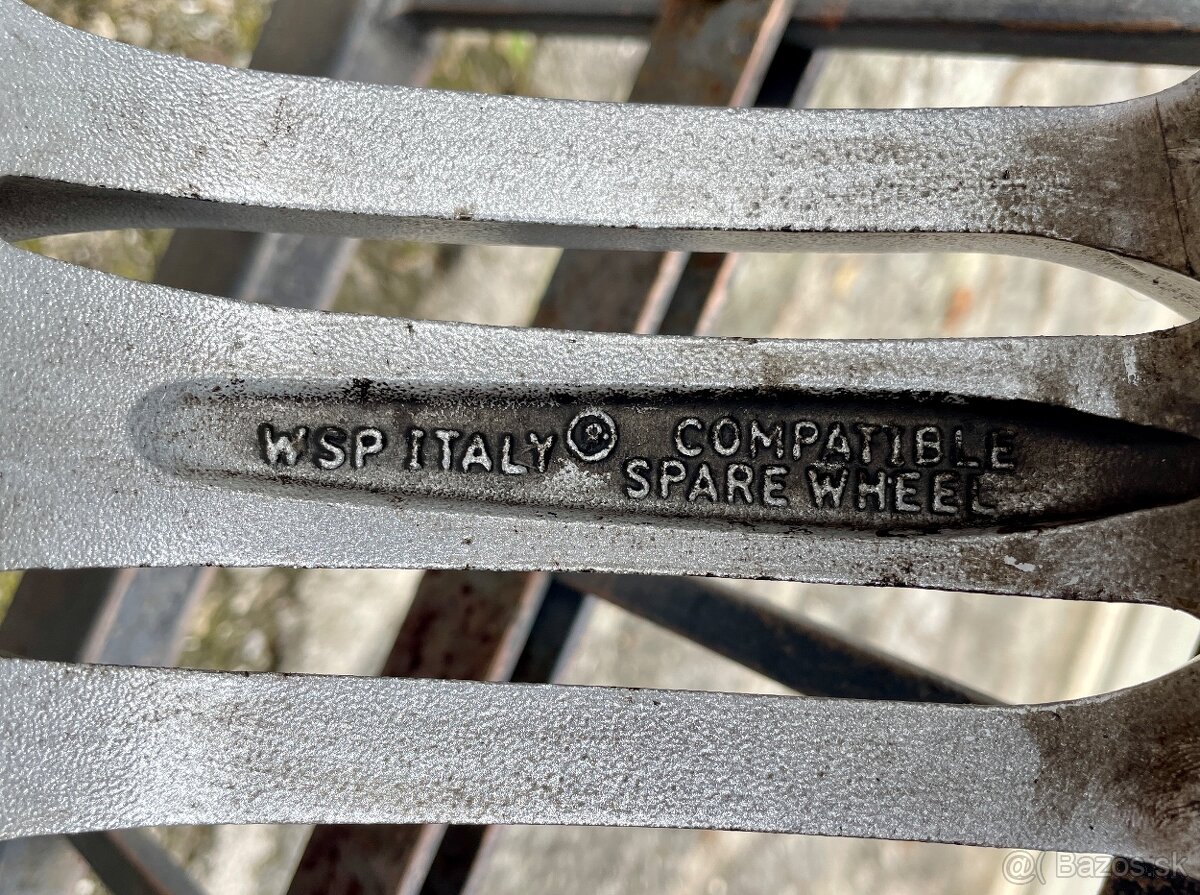 WSP ITALY
COMPATIBLE
SPARE WHEEL
@( Bazos.sk